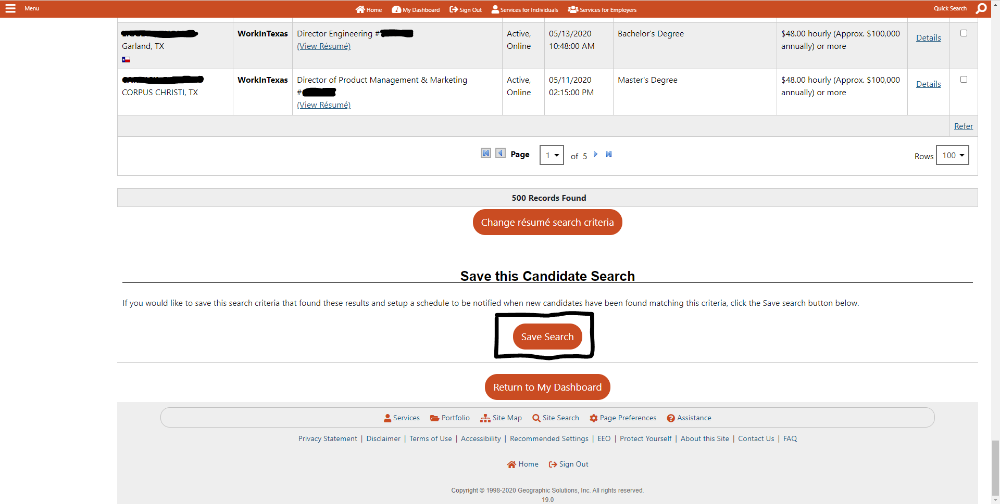 Menu
Home My Dashboard Sign Out Services for Individuals Services for Employers
Quick Search
Garland, TX
WorkInTexas
Director Engineering #
(View Résumé)
Active,
Online
05/13/2020
10:48:00 AM
Bachelor's Degree
$48.00 hourly (Approx. $100,000
annually) or more
Details
CORPUS CHRISTI, TX
WorkInTexas
Director of Product Management & Marketing
#
(View Résumé)
Active,
Online
05/11/2020
02:15:00 PM
Master's Degree
$48.00 hourly (Approx. $100,000
annually) or more
Details
Refer
Page 1 of 5
Rows 100
500 Records Found
Change résumé search criteria
Save this Candidate Search
If you would like to save this search criteria that found these results and setup a schedule to be notified when new candidates have been found matching this criteria, click the Save search button below.
Save Search
Return to My Dashboard
Services Portfolio Site Map Site Search Page Preferences Assistance
Privacy Statement | Disclaimer | Terms of Use | Accessibility | Recommended Settings | EEO | Protect Yourself | About this Site | Contact Us | FAQ
Home Sign Out
Copyright © 1998-2020 Geographic Solutions, Inc. All rights reserved.
19.0